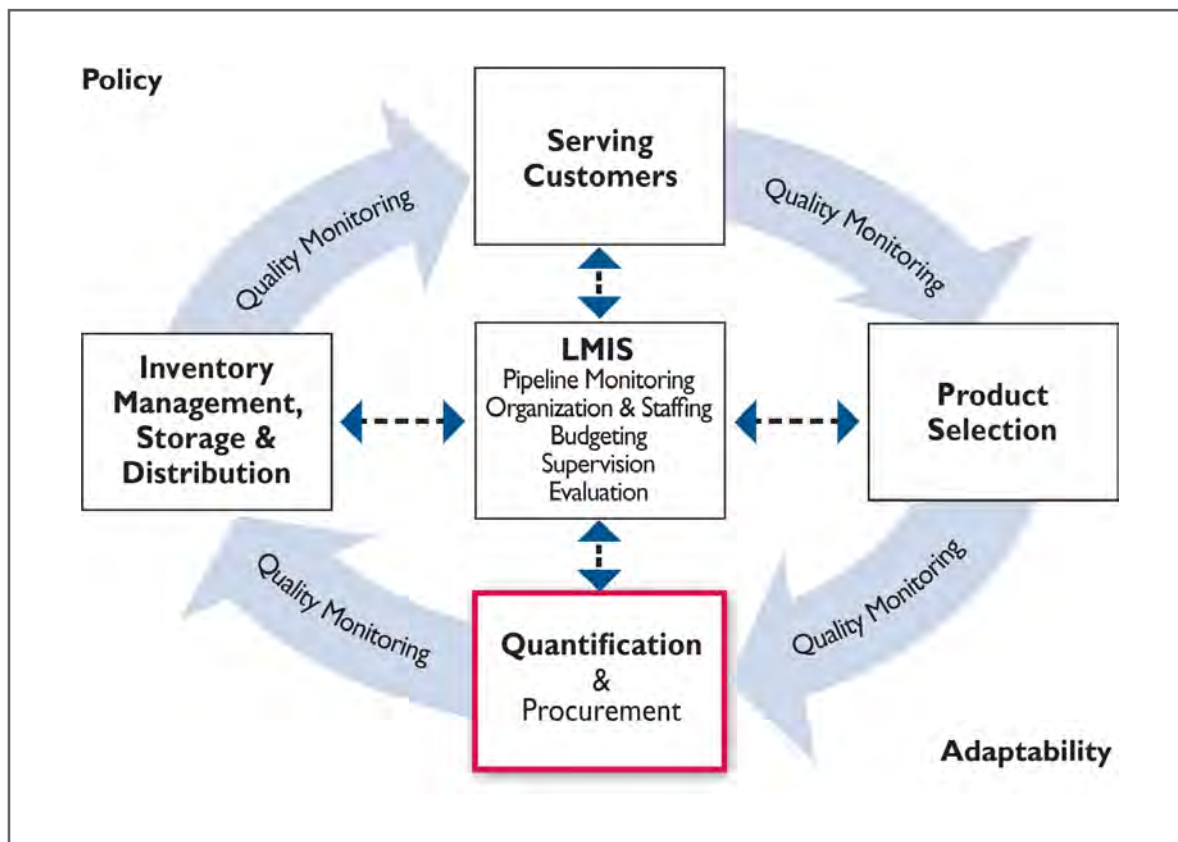 Policy
Serving
Customers
Quality Monitoring
Quality Monitoring
Inventory
Management,
Storage &
Distribution
LMIS
Pipeline Monitoring
Organization & Staffing
Budgeting
Supervision
Evaluation
Product
Selection
Quality Monitoring
Quality Monitoring
Quantification
&
Procurement
Adaptability